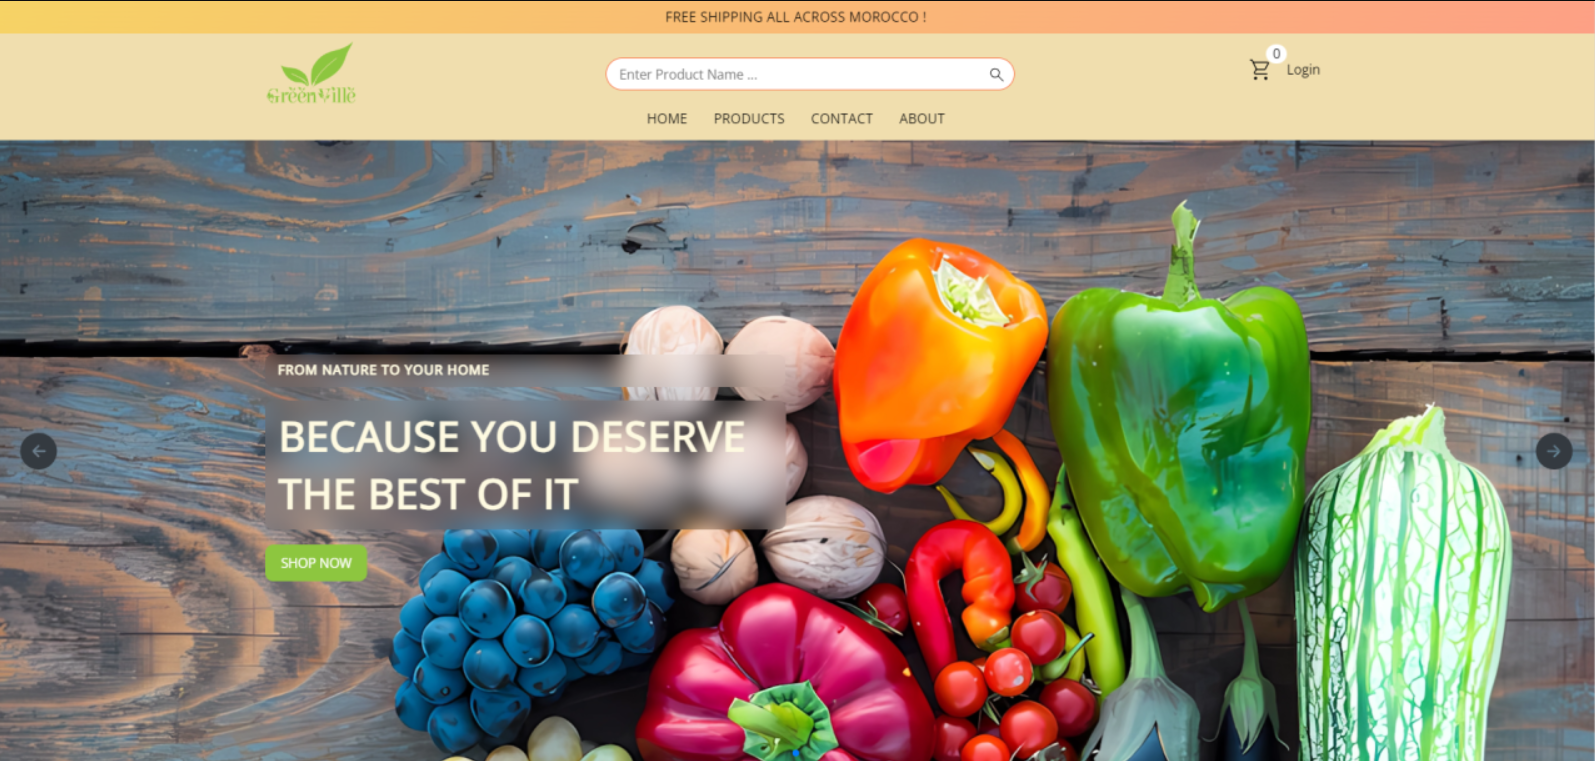 FREE SHIPPING ALL ACROSS MOROCCO !
GreenVille
Enter Product Name ...
0
Login
HOME PRODUCTS CONTACT ABOUT
FROM NATURE TO YOUR HOME
BECAUSE YOU DESERVE
THE BEST OF IT
SHOP NOW